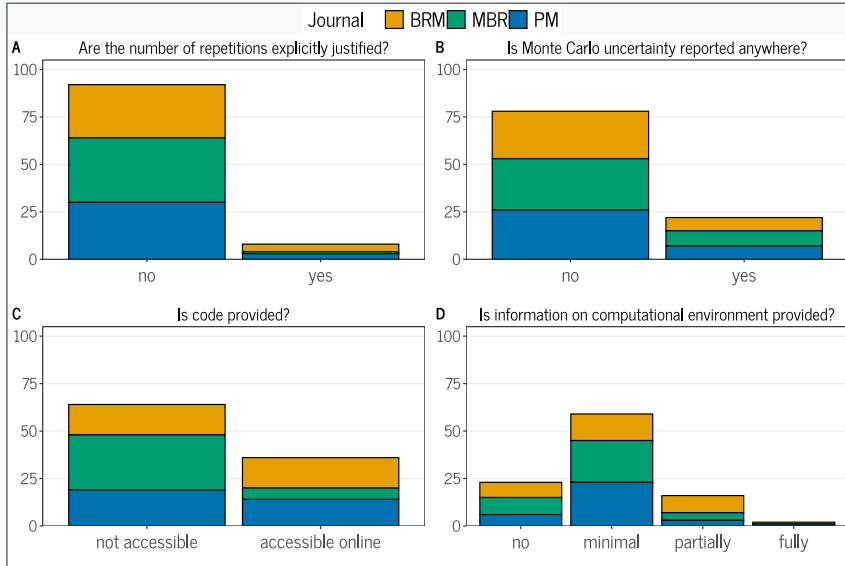 Journal BRM MBR PM
A Are the number of repetitions explicitly justified?
100
75
50
25
0
no yes
B Is Monte Carlo uncertainty reported anywhere?
100
75
50
25
0
no yes
C Is code provided?
100
75
50
25
0
not accessible accessible online
D Is information on computational environment provided?
100
75
50
25
0
no minimal partially fully